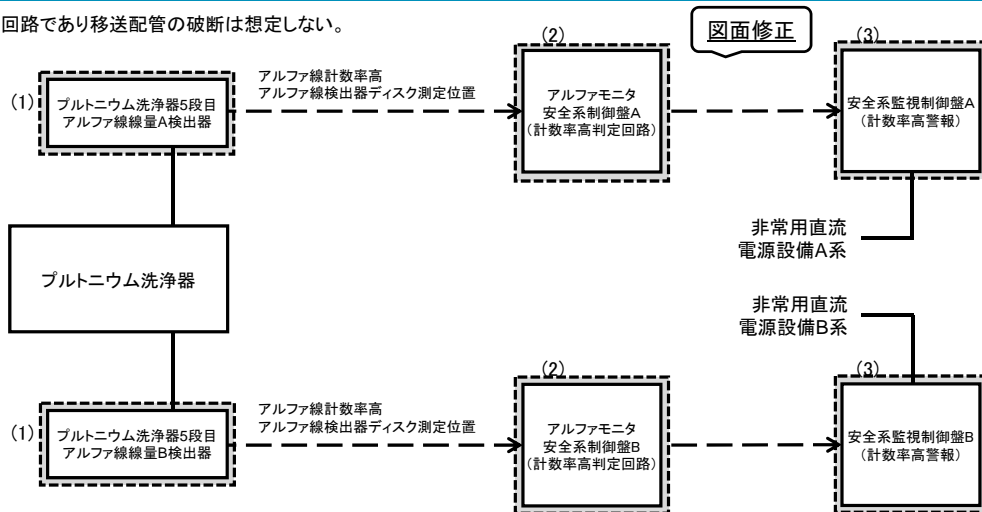 回路であり移送配管の破断は想定しない。
図面修正
(1)
プルトニウム洗浄器5段目
アルファ線線量A検出器
アルファ線計数率高
アルファ線検出器ディスク測定位置
(2)
アルファモニタ
安全系制御盤A
(計数率高判定回路)
(3)
安全系監視制御盤A
(計数率高警報)
非常用直流
電源設備A系
プルトニウム洗浄器
非常用直流
電源設備B系
(1)
プルトニウム洗浄器5段目
アルファ線線量B検出器
アルファ線計数率高
アルファ線検出器ディスク測定位置
(2)
アルファモニタ
安全系制御盤B
(計数率高判定回路)
(3)
安全系監視制御盤B
(計数率高警報)